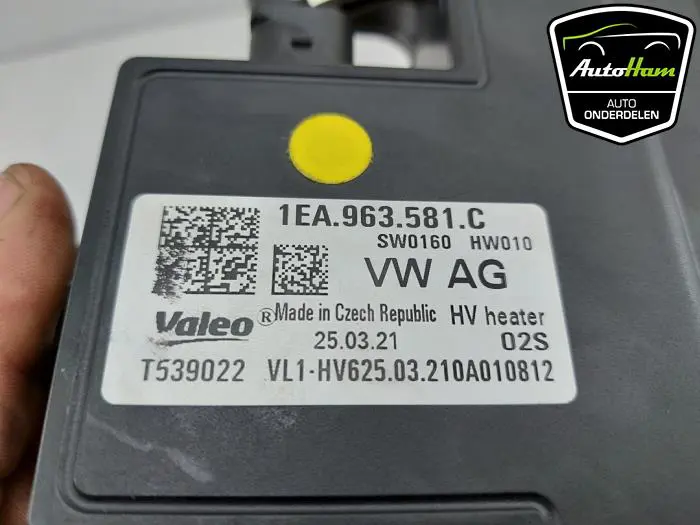 AutoHam
AUTO
ONDERDELEN
1EA.963.581.C
SW0160 HW010
VW AG
Valeo ® Made in Czech Republic HV heater
25.03.21 02S
T539022 VL1-HV625.03.210A010812